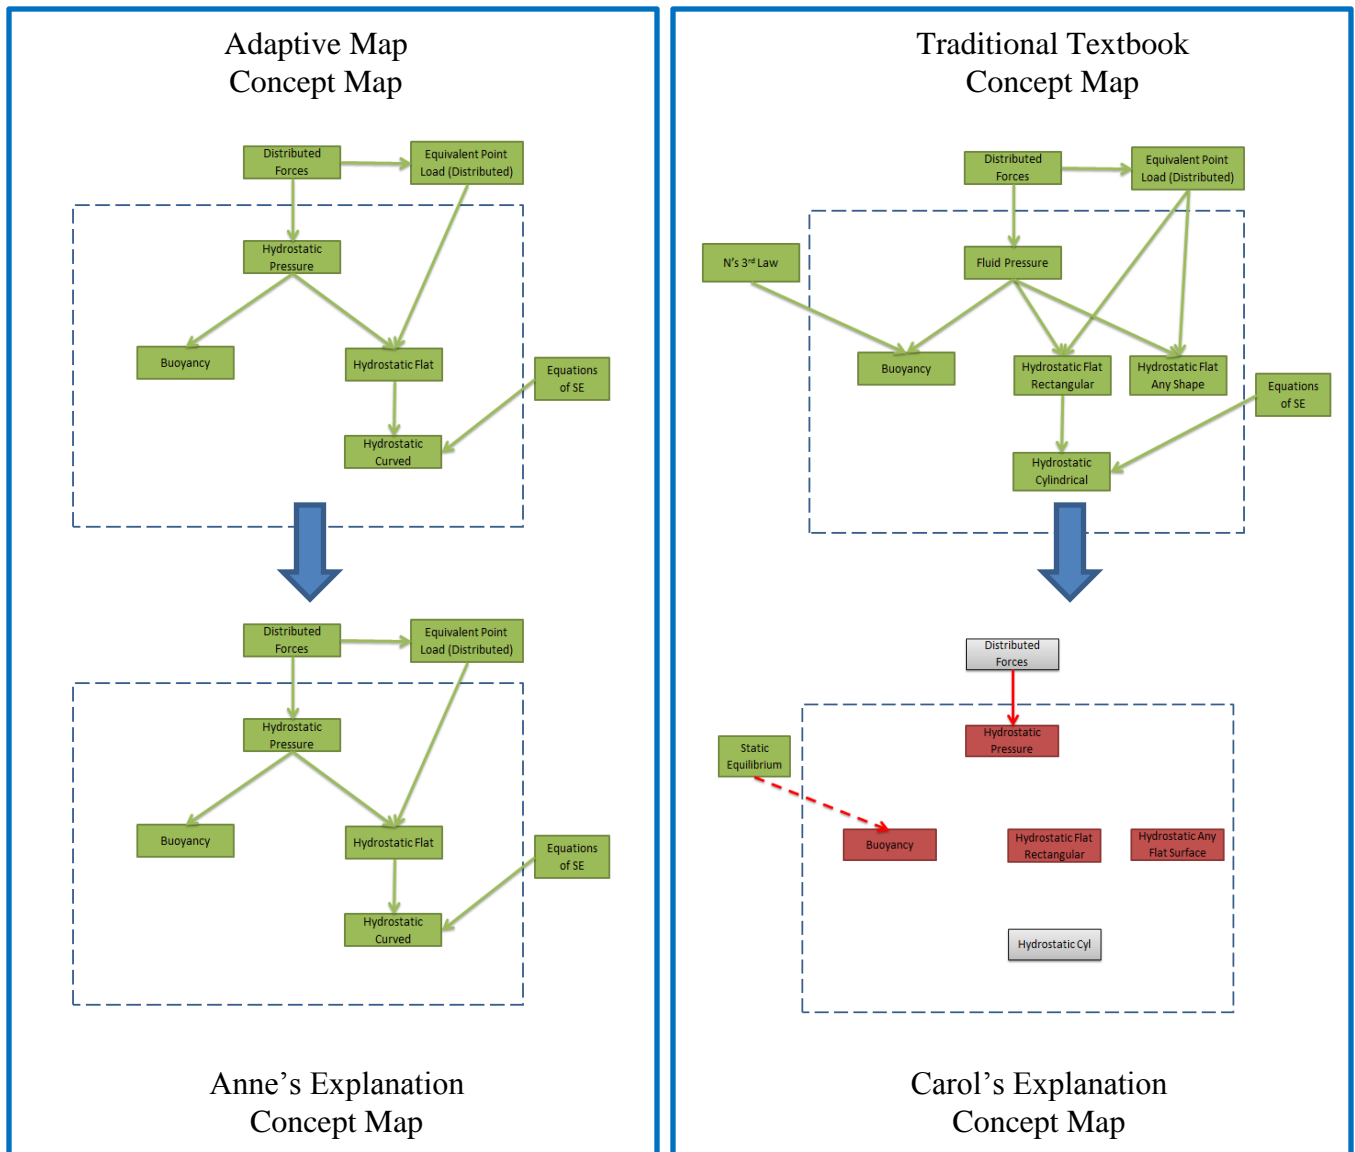 Adaptive Map
Concept Map
Distributed
Forces
Equivalent Point
Load (Distributed)
Hydrostatic
Pressure
Buoyancy
Hydrostatic Flat
Equations
of SE
Hydrostatic
Curved
Distributed
Forces
Equivalent Point
Load (Distributed)
Hydrostatic
Pressure
Buoyancy
Hydrostatic Flat
Equations
of SE
Hydrostatic
Curved
Anne's Explanation
Concept Map
Traditional Textbook
Concept Map
Distributed
Forces
Equivalent Point
Load (Distributed)
N's 3rd Law
Fluid Pressure
Buoyancy
Hydrostatic Flat
Rectangular
Hydrostatic Flat
Any Shape
Equations
of SE
Hydrostatic
Cylindrical
Distributed
Forces
Hydrostatic
Pressure
Static
Equilibrium
Buoyancy
Hydrostatic Flat
Rectangular
Hydrostatic Any
Flat Surface
Hydrostatic Cyl
Carol's Explanation
Concept Map